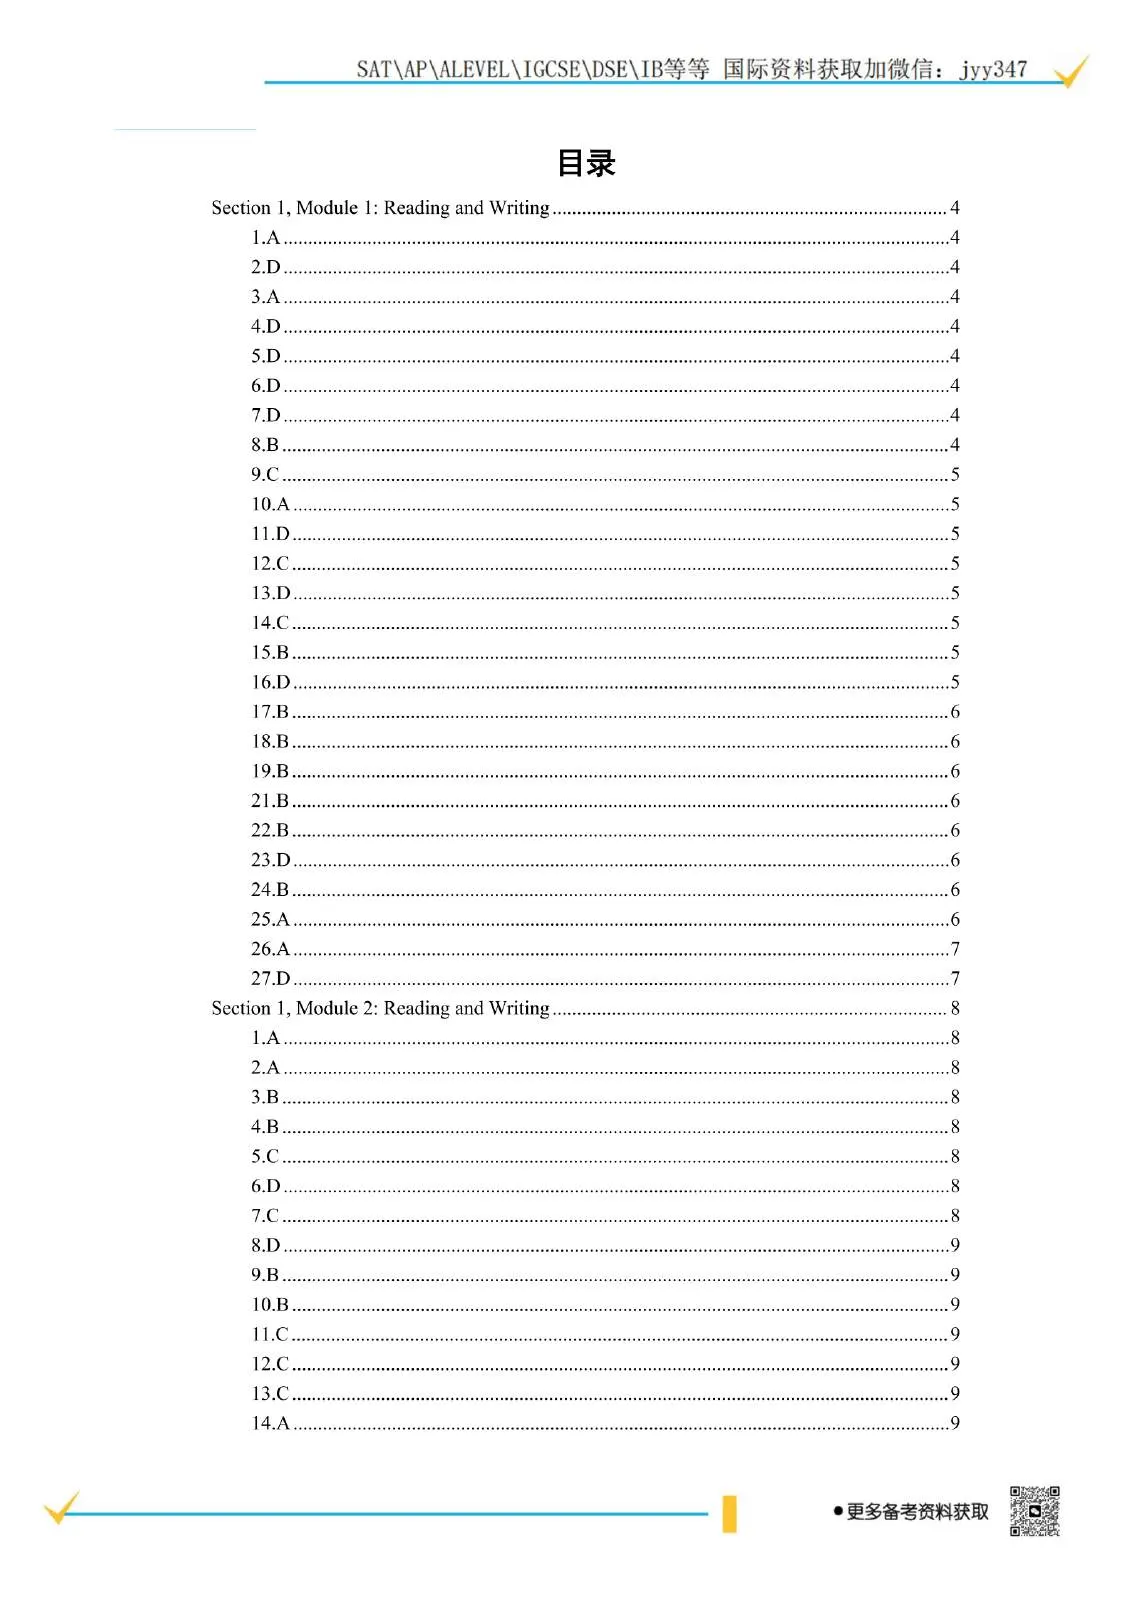 SAT\AP\ALEVEL\IGCSE\DSE\IB等等 国际资料获取加微信：jyy347
目录
Section 1, Module 1: Reading and Writing 4
1.A 4
2.D 4
3.A 4
4.D 4
5.D 4
6.D 4
7.D 4
8.B 4
9.C 5
10.A 5
11.D 5
12.C 5
13.D 5
14.C 5
15.B 5
16.D 5
17.B 6
18.B 6
19.B 6
21.B 6
22.B 6
23.D 6
24.B 6
25.A 6
26.A 7
27.D 7
Section 1, Module 2: Reading and Writing 8
1.A 8
2.A 8
3.B 8
4.B 8
5.C 8
6.D 8
7.C 8
8.D 9
9.B 9
10.B 9
11.C 9
12.C 9
13.C 9
14.A 9
●更多备考资料获取